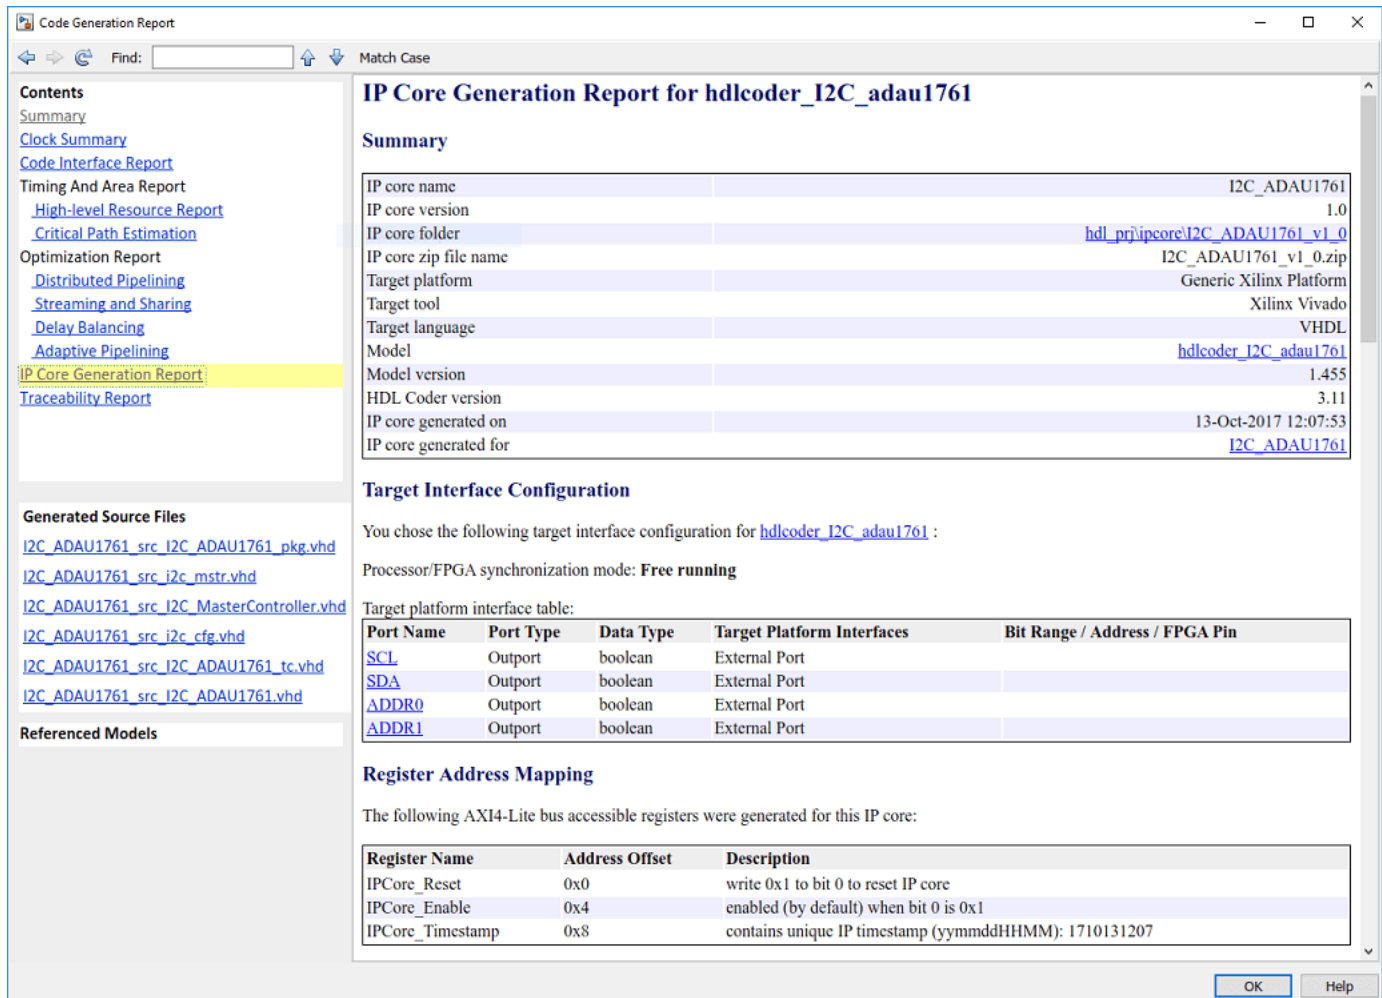 Code Generation Report
Find:
Match Case
Contents
Summary
Clock Summary
Code Interface Report
Timing And Area Report
High-level Resource Report
Critical Path Estimation
Optimization Report
Distributed Pipelining
Streaming and Sharing
Delay Balancing
Adaptive Pipelining
IP Core Generation Report
Traceability Report
Generated Source Files
I2C_ADAU1761_src_I2C_ADAU1761_pkg.vhd
I2C_ADAU1761_src_i2c_mstr.vhd
I2C_ADAU1761_src_I2C_MasterController.vhd
I2C_ADAU1761_src_i2c_cfg.vhd
I2C_ADAU1761_src_I2C_ADAU1761_tc.vhd
I2C_ADAU1761_src_I2C_ADAU1761.vhd
Referenced Models
IP Core Generation Report for hdlcoder_I2C_adau1761
Summary
IP core name I2C_ADAU1761
IP core version 1.0
IP core folder hdl_prj\ipcore\I2C_ADAU1761_v1_0
IP core zip file name I2C_ADAU1761_v1_0.zip
Target platform Generic Xilinx Platform
Target tool Xilinx Vivado
Target language VHDL
Model hdlcoder_I2C_adau1761
Model version 1.455
HDL Coder version 3.11
IP core generated on 13-Oct-2017 12:07:53
IP core generated for I2C_ADAU1761
Target Interface Configuration
You chose the following target interface configuration for hdlcoder_I2C_adau1761 :
Processor/FPGA synchronization mode: Free running
Target platform interface table:
Port Name Port Type Data Type Target Platform Interfaces Bit Range / Address / FPGA Pin
SCL Outport boolean External Port
SDA Outport boolean External Port
ADDR0 Outport boolean External Port
ADDR1 Outport boolean External Port
Register Address Mapping
The following AXI4-Lite bus accessible registers were generated for this IP core:
Register Name Address Offset Description
IPCore_Reset 0x0 write 0x1 to bit 0 to reset IP core
IPCore_Enable 0x4 enabled (by default) when bit 0 is 0x1
IPCore_Timestamp 0x8 contains unique IP timestamp (yymmddHHMM): 1710131207
OK
Help